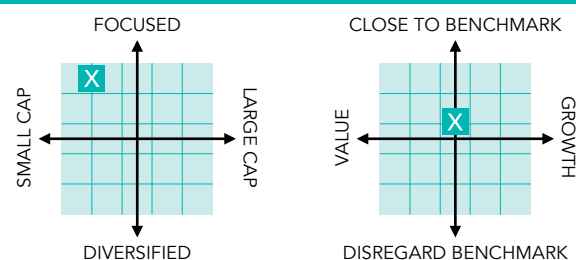 FOCUSED
SMALL CAP
X
LARGE CAP
DIVERSIFIED
CLOSE TO BENCHMARK
VALUE
X
GROWTH
DISREGARD BENCHMARK